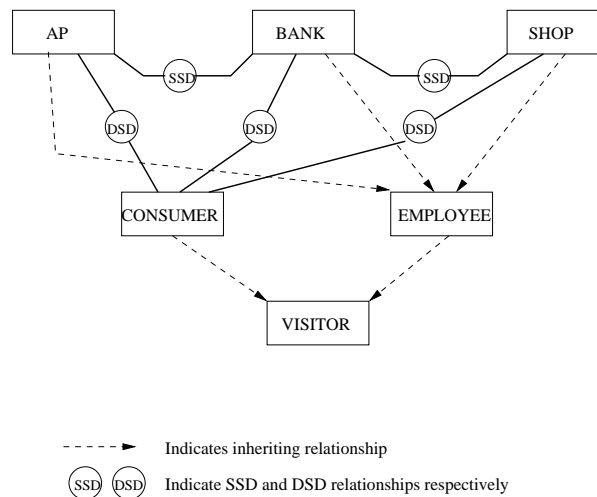 AP
BANK
SHOP
SSD
SSD
DSD
DSD
DSD
CONSUMER
EMPLOYEE
VISITOR
Indicates inheriting relationship
SSD DSD Indicate SSD and DSD relationships respectively